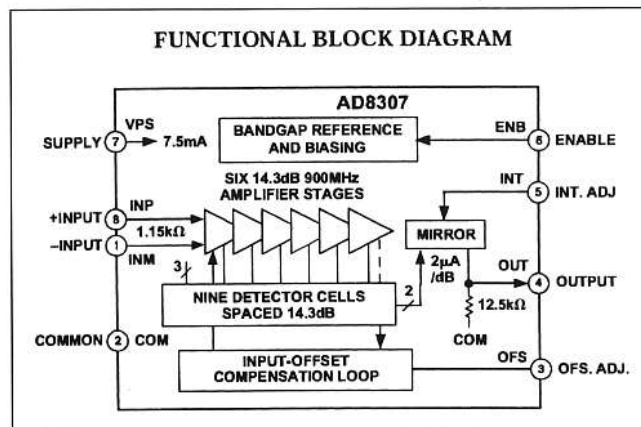 FUNCTIONAL BLOCK DIAGRAM
AD8307
SUPPLY 7 VPS 7.5mA
BANDGAP REFERENCE
AND BIASING
ENB 6 ENABLE
SIX 14.3dB 900MHz
AMPLIFIER STAGES
INT 5 INT. ADJ
+INPUT 8 INP
1.15kΩ
–INPUT 1 INM
MIRROR
3
2µA
/dB
OUT 4 OUTPUT
NINE DETECTOR CELLS
SPACED 14.3dB
2
12.5kΩ
COM
COMMON 2 COM
INPUT-OFFSET
COMPENSATION LOOP
OFS 3 OFS. ADJ.